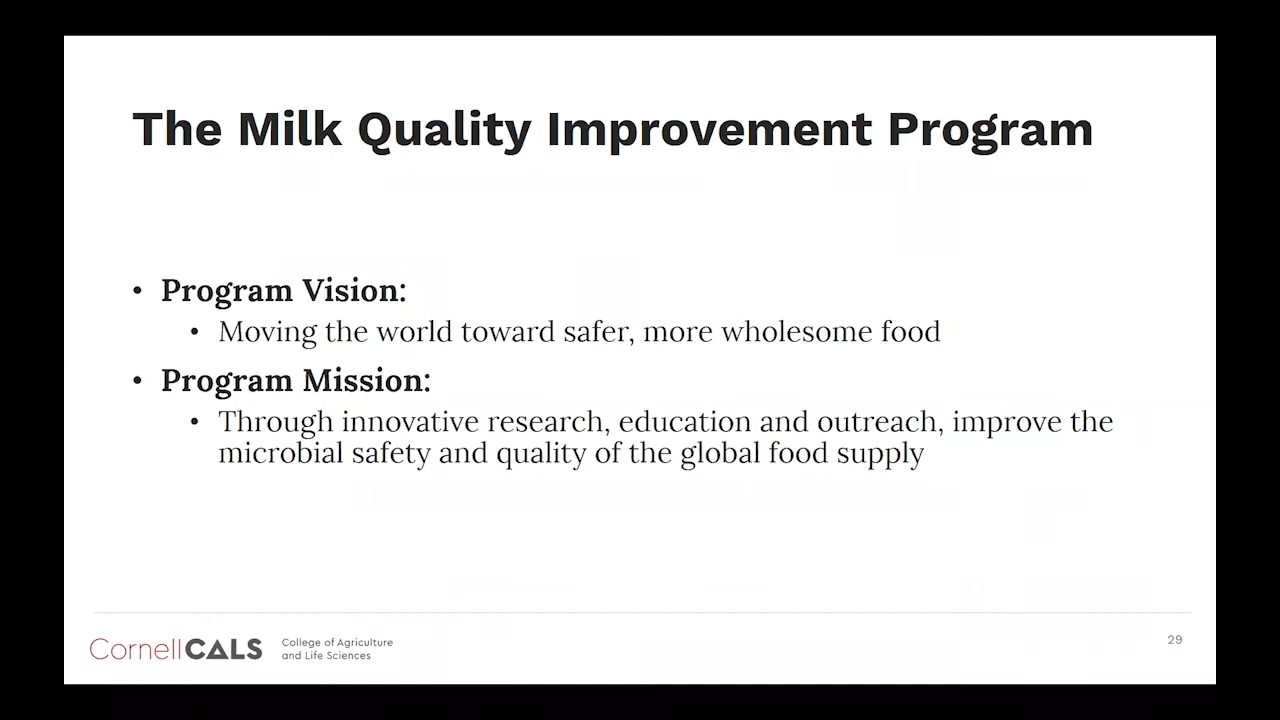 The Milk Quality Improvement Program
• Program Vision:
• Moving the world toward safer, more wholesome food
• Program Mission:
• Through innovative research, education and outreach, improve the
microbial safety and quality of the global food supply
CornellCALS
College of Agriculture
and Life Sciences
29